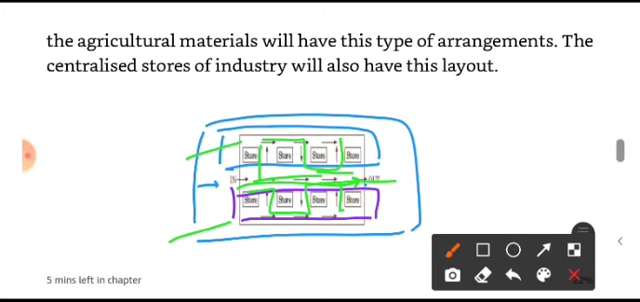 the agricultural materials will have this type of arrangements. The
centralised stores of industry will also have this layout.
Store Store Store Store
IN OUT
Store Store Store Store
5 mins left in chapter